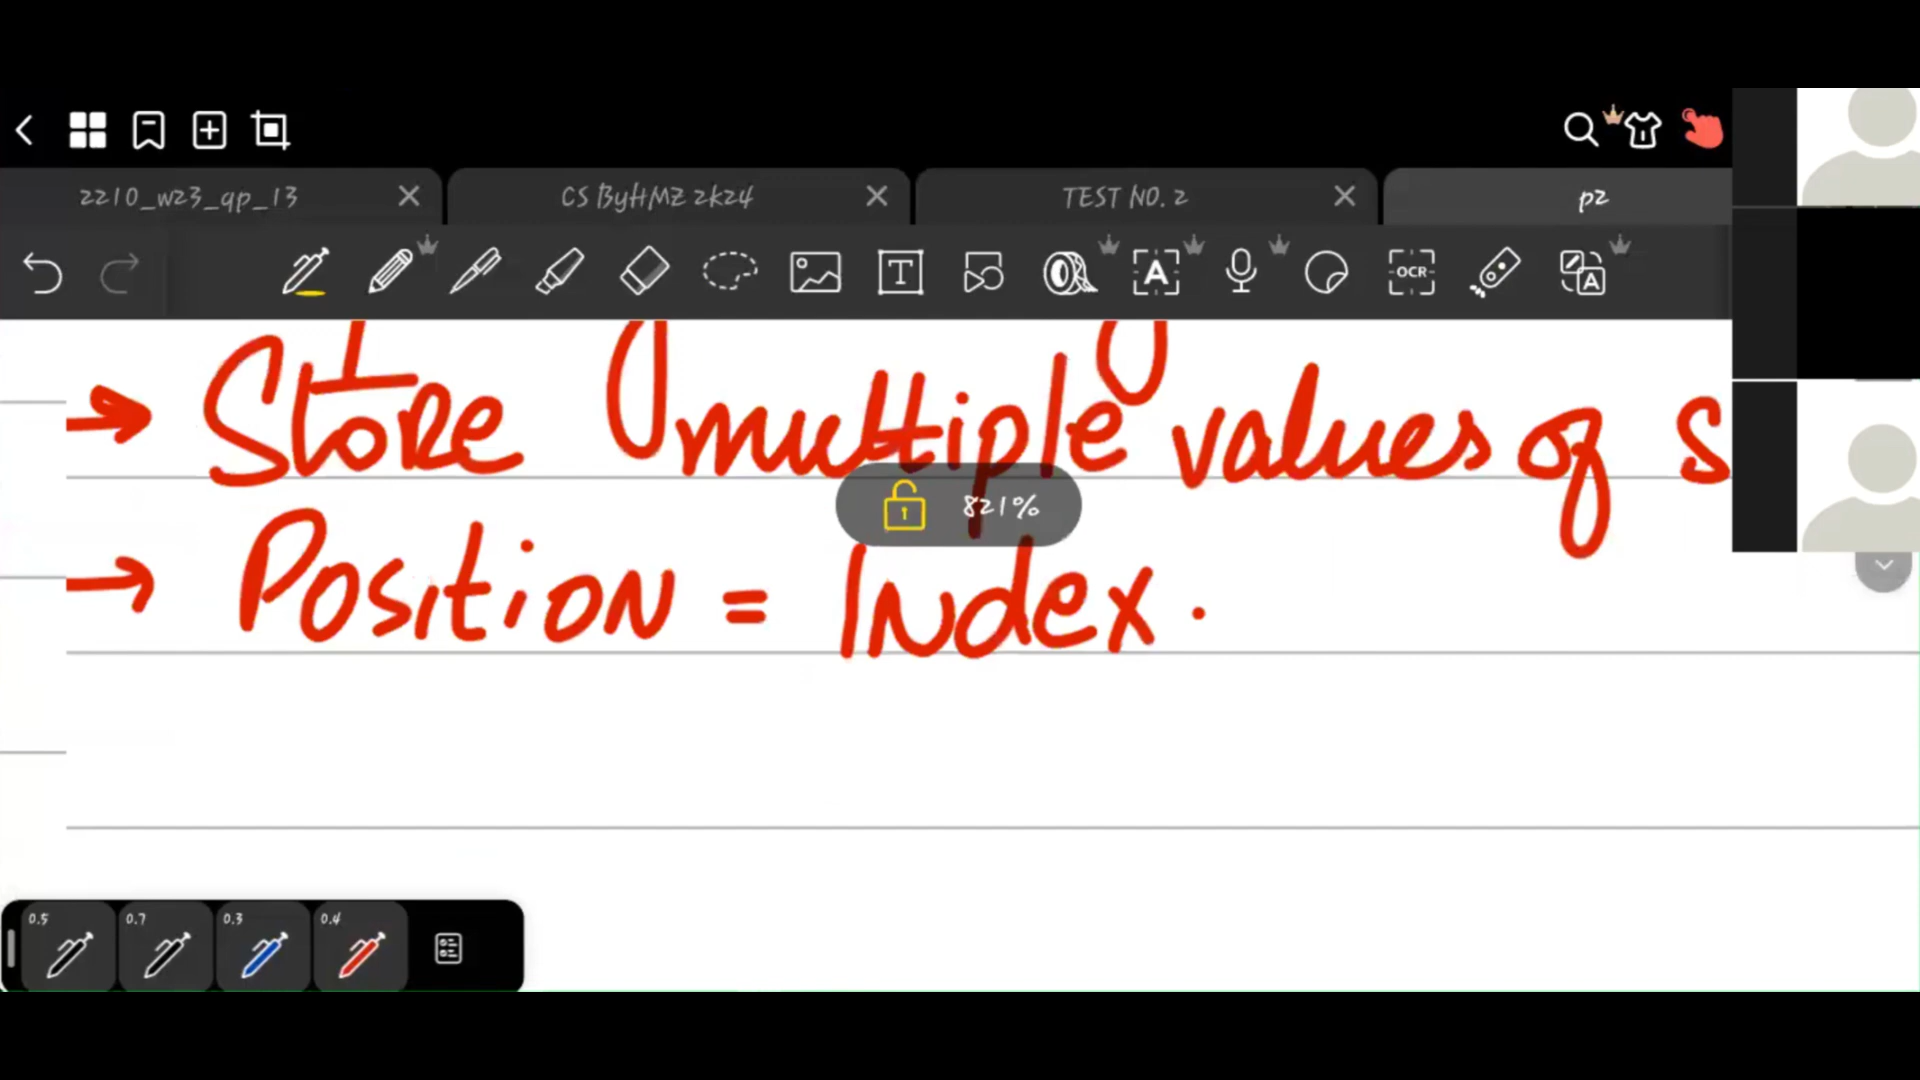 2210_w23_qp_13
CS ByHMZ 2k24
TEST NO. 2
p2
T
A
OCR
A
→ Store multiple values of s
821%
→ Position = Index.
0.5
0.7
0.3
0.4